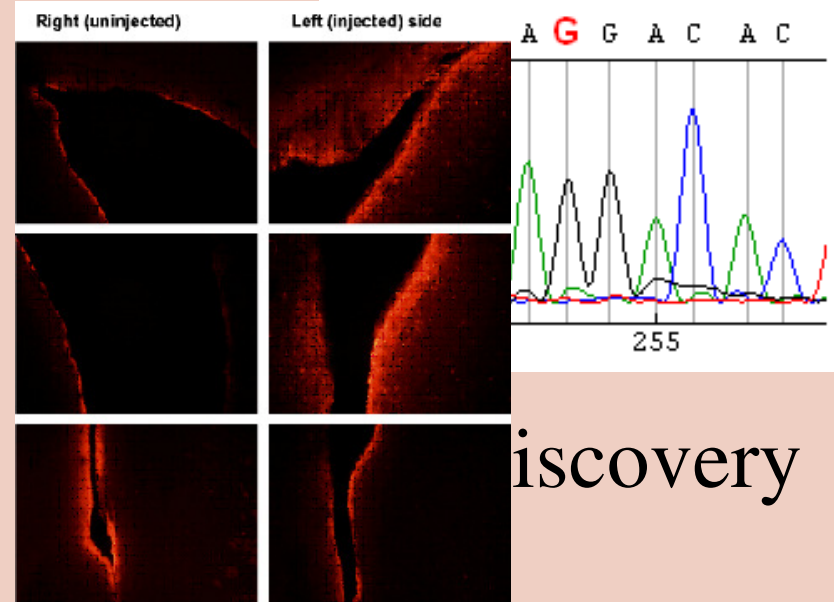 Right (uninjected)
Left (injected) side
A G G A C A C
255
iscovery